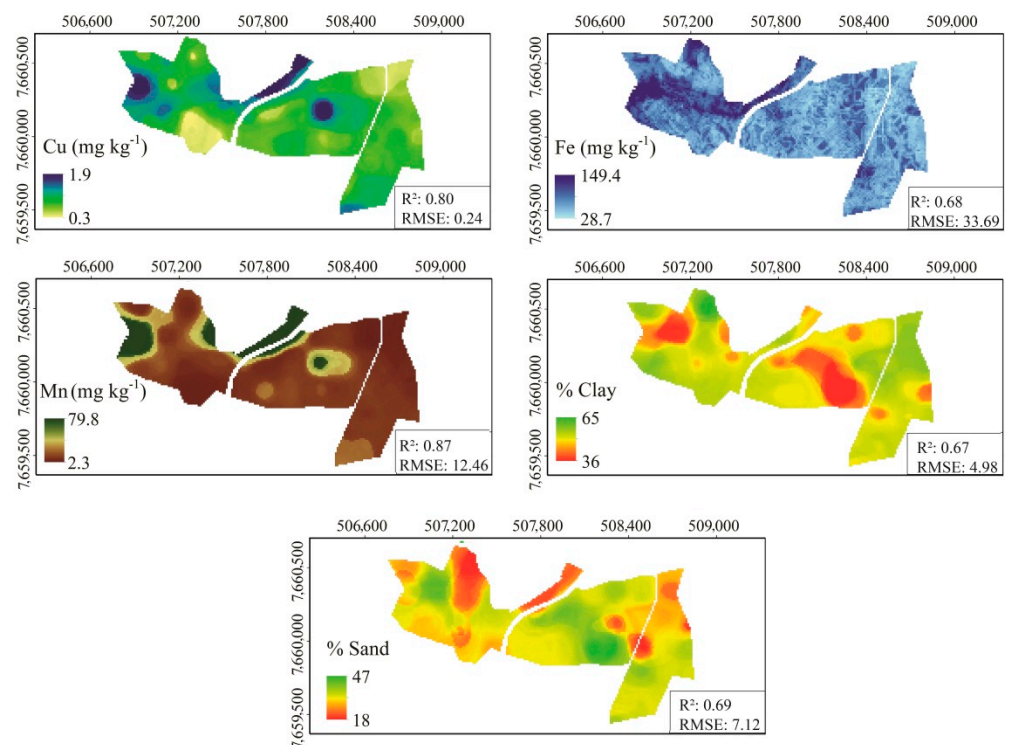 506,600 507,200 507,800 508,400 509,000
7,660,500
7,660,000
7,659,500
Cu (mg kg-1)
1.9
0.3
R²: 0.80
RMSE: 0.24
506,600 507,200 507,800 508,400 509,000
7,660,500
7,660,000
7,659,500
Fe (mg kg-1)
149.4
28.7
R²: 0.68
RMSE: 33.69
506,600 507,200 507,800 508,400 509,000
7,660,500
7,660,000
7,659,500
Mn (mg kg-1)
79.8
2.3
R²: 0.87
RMSE: 12.46
506,600 507,200 507,800 508,400 509,000
7,660,500
7,660,000
7,659,500
% Clay
65
36
R²: 0.67
RMSE: 4.98
506,600 507,200 507,800 508,400 509,000
7,660,500
7,660,000
7,659,500
% Sand
47
18
R²: 0.69
RMSE: 7.12